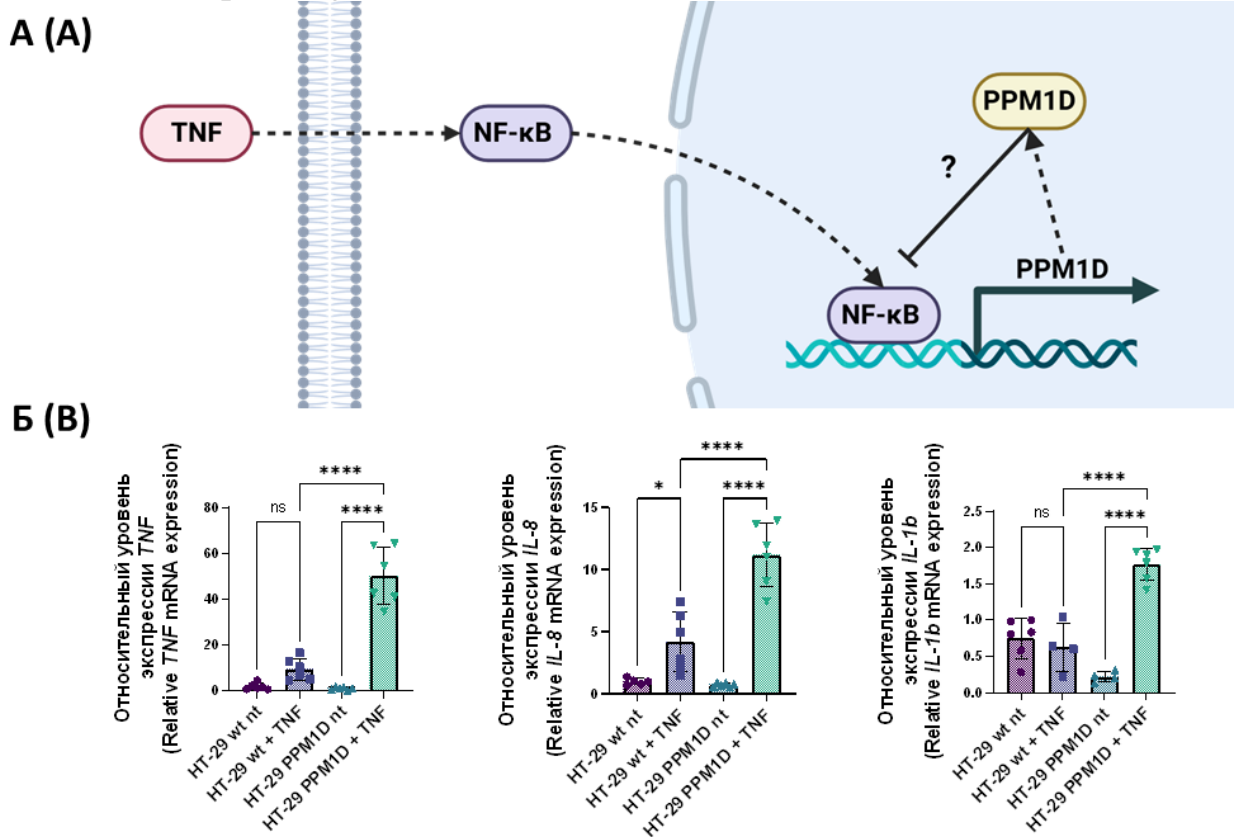 А (A)
TNF
NF-κB
PPM1D
?
PPM1D
NF-κB
Б (B)
Относительный уровень
экспрессии TNF
(Relative TNF mRNA expression)
80
60
40
20
0
ns
****
****
HT-29 wt nt
HT-29 wt + TNF
HT-29 PPM1D nt
HT-29 PPM1D + TNF
Относительный уровень
экспрессии IL-8
(Relative IL-8 mRNA expression)
15
10
5
0
*
****
****
HT-29 wt nt
HT-29 wt + TNF
HT-29 PPM1D nt
HT-29 PPM1D + TNF
Относительный уровень
экспрессии IL-1b
(Relative IL-1b mRNA expression)
2.5
2.0
1.5
1.0
0.5
0.0
ns
****
****
HT-29 wt nt
HT-29 wt + TNF
HT-29 PPM1D nt
HT-29 PPM1D + TNF